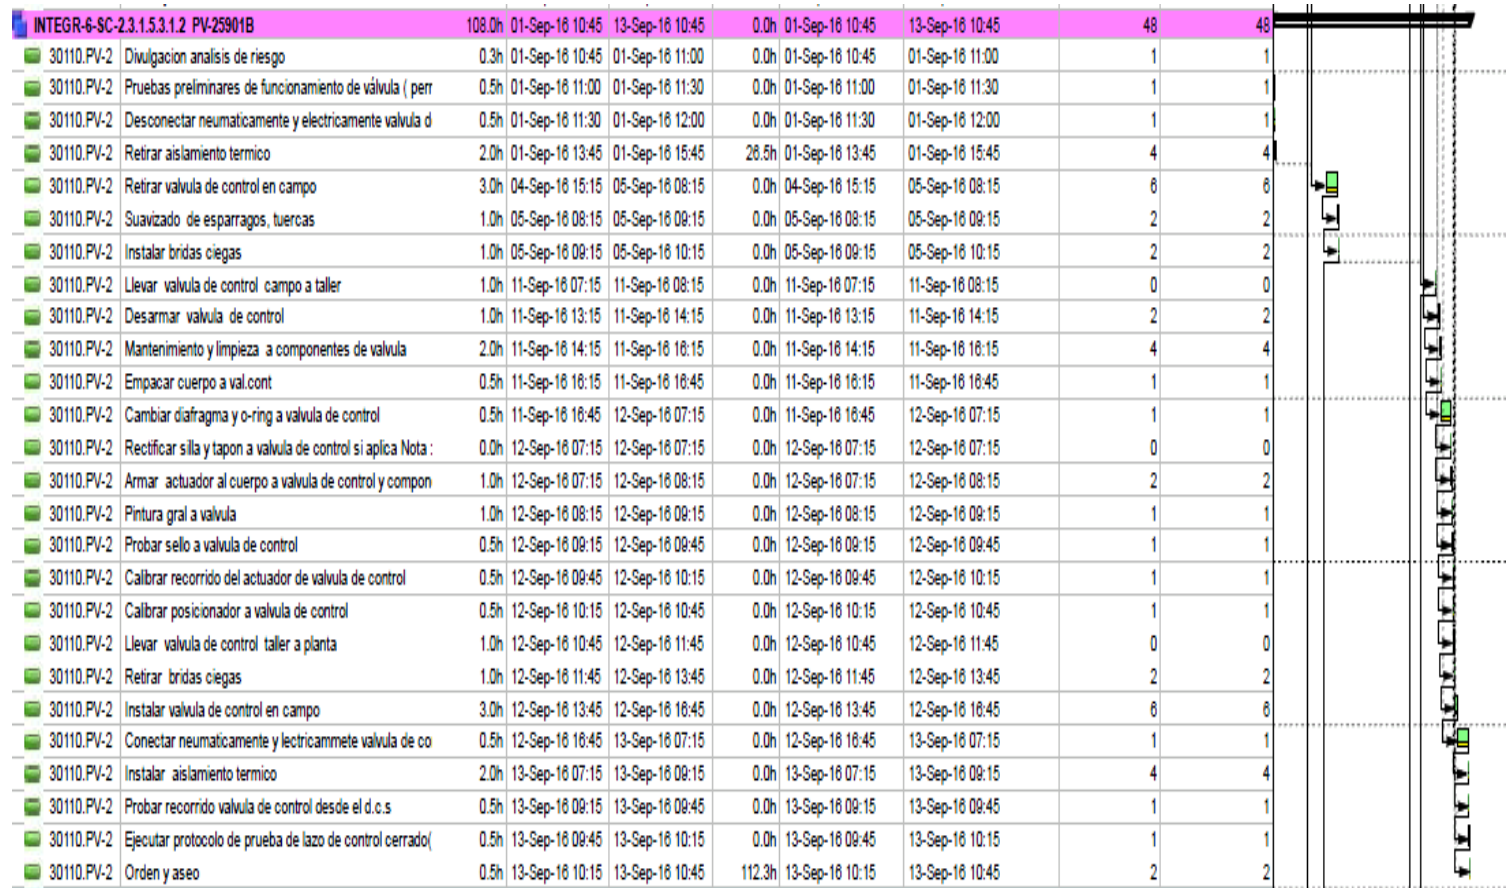 INTEGR-6-SC-2.3.1.5.3.1.2 PV-25901B 108.0h 01-Sep-16 10:45 13-Sep-16 10:45 0.0h 01-Sep-16 10:45 13-Sep-16 10:45 48 48
30110.PV-2 Divulgacion analisis de riesgo 0.3h 01-Sep-16 10:45 01-Sep-16 11:00 0.0h 01-Sep-16 10:45 01-Sep-16 11:00 1 1
30110.PV-2 Pruebas preliminares de funcionamiento de válvula ( perr 0.5h 01-Sep-16 11:00 01-Sep-16 11:30 0.0h 01-Sep-16 11:00 01-Sep-16 11:30 1 1
30110.PV-2 Desconectar neumaticamente y electricamente valvula d 0.5h 01-Sep-16 11:30 01-Sep-16 12:00 0.0h 01-Sep-16 11:30 01-Sep-16 12:00 1 1
30110.PV-2 Retirar aislamiento termico 2.0h 01-Sep-16 13:45 01-Sep-16 15:45 26.5h 01-Sep-16 13:45 01-Sep-16 15:45 4 4
30110.PV-2 Retirar valvula de control en campo 3.0h 04-Sep-16 15:15 05-Sep-16 08:15 0.0h 04-Sep-16 15:15 05-Sep-16 08:15 6 6
30110.PV-2 Suavizado de esparragos, tuercas 1.0h 05-Sep-16 08:15 05-Sep-16 09:15 0.0h 05-Sep-16 08:15 05-Sep-16 09:15 2 2
30110.PV-2 Instalar bridas ciegas 1.0h 05-Sep-16 09:15 05-Sep-16 10:15 0.0h 05-Sep-16 09:15 05-Sep-16 10:15 2 2
30110.PV-2 Llevar valvula de control campo a taller 1.0h 11-Sep-16 07:15 11-Sep-16 08:15 0.0h 11-Sep-16 07:15 11-Sep-16 08:15 0 0
30110.PV-2 Desarmar valvula de control 1.0h 11-Sep-16 13:15 11-Sep-16 14:15 0.0h 11-Sep-16 13:15 11-Sep-16 14:15 2 2
30110.PV-2 Mantenimiento y limpieza a componentes de valvula 2.0h 11-Sep-16 14:15 11-Sep-16 16:15 0.0h 11-Sep-16 14:15 11-Sep-16 16:15 4 4
30110.PV-2 Empacar cuerpo a val.cont 0.5h 11-Sep-16 16:15 11-Sep-16 16:45 0.0h 11-Sep-16 16:15 11-Sep-16 16:45 1 1
30110.PV-2 Cambiar diafragma y o-ring a valvula de control 0.5h 11-Sep-16 16:45 12-Sep-16 07:15 0.0h 11-Sep-16 16:45 12-Sep-16 07:15 1 1
30110.PV-2 Rectificar silla y tapon a valvula de control si aplica Nota : 0.0h 12-Sep-16 07:15 12-Sep-16 07:15 0.0h 12-Sep-16 07:15 12-Sep-16 07:15 0 0
30110.PV-2 Armar actuador al cuerpo a valvula de control y compon 1.0h 12-Sep-16 07:15 12-Sep-16 08:15 0.0h 12-Sep-16 07:15 12-Sep-16 08:15 2 2
30110.PV-2 Pintura gral a valvula 1.0h 12-Sep-16 08:15 12-Sep-16 09:15 0.0h 12-Sep-16 08:15 12-Sep-16 09:15 1 1
30110.PV-2 Probar sello a valvula de control 0.5h 12-Sep-16 09:15 12-Sep-16 09:45 0.0h 12-Sep-16 09:15 12-Sep-16 09:45 1 1
30110.PV-2 Calibrar recorrido del actuador de valvula de control 0.5h 12-Sep-16 09:45 12-Sep-16 10:15 0.0h 12-Sep-16 09:45 12-Sep-16 10:15 1 1
30110.PV-2 Calibrar posicionador a valvula de control 0.5h 12-Sep-16 10:15 12-Sep-16 10:45 0.0h 12-Sep-16 10:15 12-Sep-16 10:45 1 1
30110.PV-2 Llevar valvula de control taller a planta 1.0h 12-Sep-16 10:45 12-Sep-16 11:45 0.0h 12-Sep-16 10:45 12-Sep-16 11:45 0 0
30110.PV-2 Retirar bridas ciegas 1.0h 12-Sep-16 11:45 12-Sep-16 13:45 0.0h 12-Sep-16 11:45 12-Sep-16 13:45 2 2
30110.PV-2 Instalar valvula de control en campo 3.0h 12-Sep-16 13:45 12-Sep-16 16:45 0.0h 12-Sep-16 13:45 12-Sep-16 16:45 6 6
30110.PV-2 Conectar neumaticamente y lectricammete valvula de co 0.5h 12-Sep-16 16:45 13-Sep-16 07:15 0.0h 12-Sep-16 16:45 13-Sep-16 07:15 1 1
30110.PV-2 Instalar aislamiento termico 2.0h 13-Sep-16 07:15 13-Sep-16 09:15 0.0h 13-Sep-16 07:15 13-Sep-16 09:15 4 4
30110.PV-2 Probar recorrido valvula de control desde el d.c.s 0.5h 13-Sep-16 09:15 13-Sep-16 09:45 0.0h 13-Sep-16 09:15 13-Sep-16 09:45 1 1
30110.PV-2 Ejecutar protocolo de prueba de lazo de control cerrado( 0.5h 13-Sep-16 09:45 13-Sep-16 10:15 0.0h 13-Sep-16 09:45 13-Sep-16 10:15 1 1
30110.PV-2 Orden y aseo 0.5h 13-Sep-16 10:15 13-Sep-16 10:45 112.3h 13-Sep-16 10:15 13-Sep-16 10:45 2 2